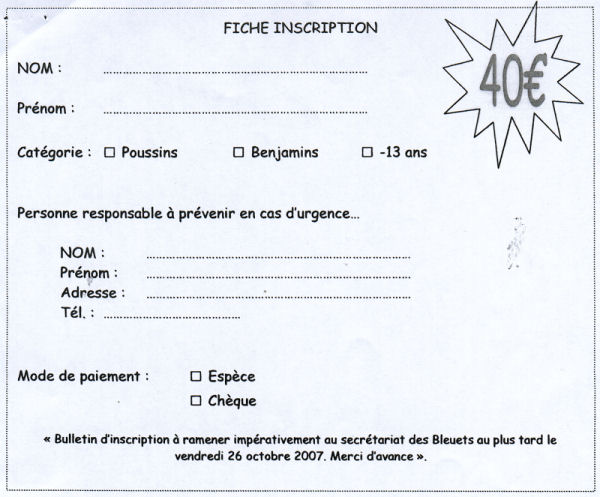 FICHE INSCRIPTION
40€
NOM : ........................................................................
Prénom : ........................................................................
Catégorie : □ Poussins □ Benjamins □ -13 ans
Personne responsable à prévenir en cas d'urgence...
NOM : ........................................................................
Prénom : ........................................................................
Adresse : ........................................................................
Tél. : .....................................
Mode de paiement : □ Espèce
□ Chèque
« Bulletin d'inscription à ramener impérativement au secrétariat des Bleuets au plus tard le
vendredi 26 octobre 2007. Merci d'avance ».